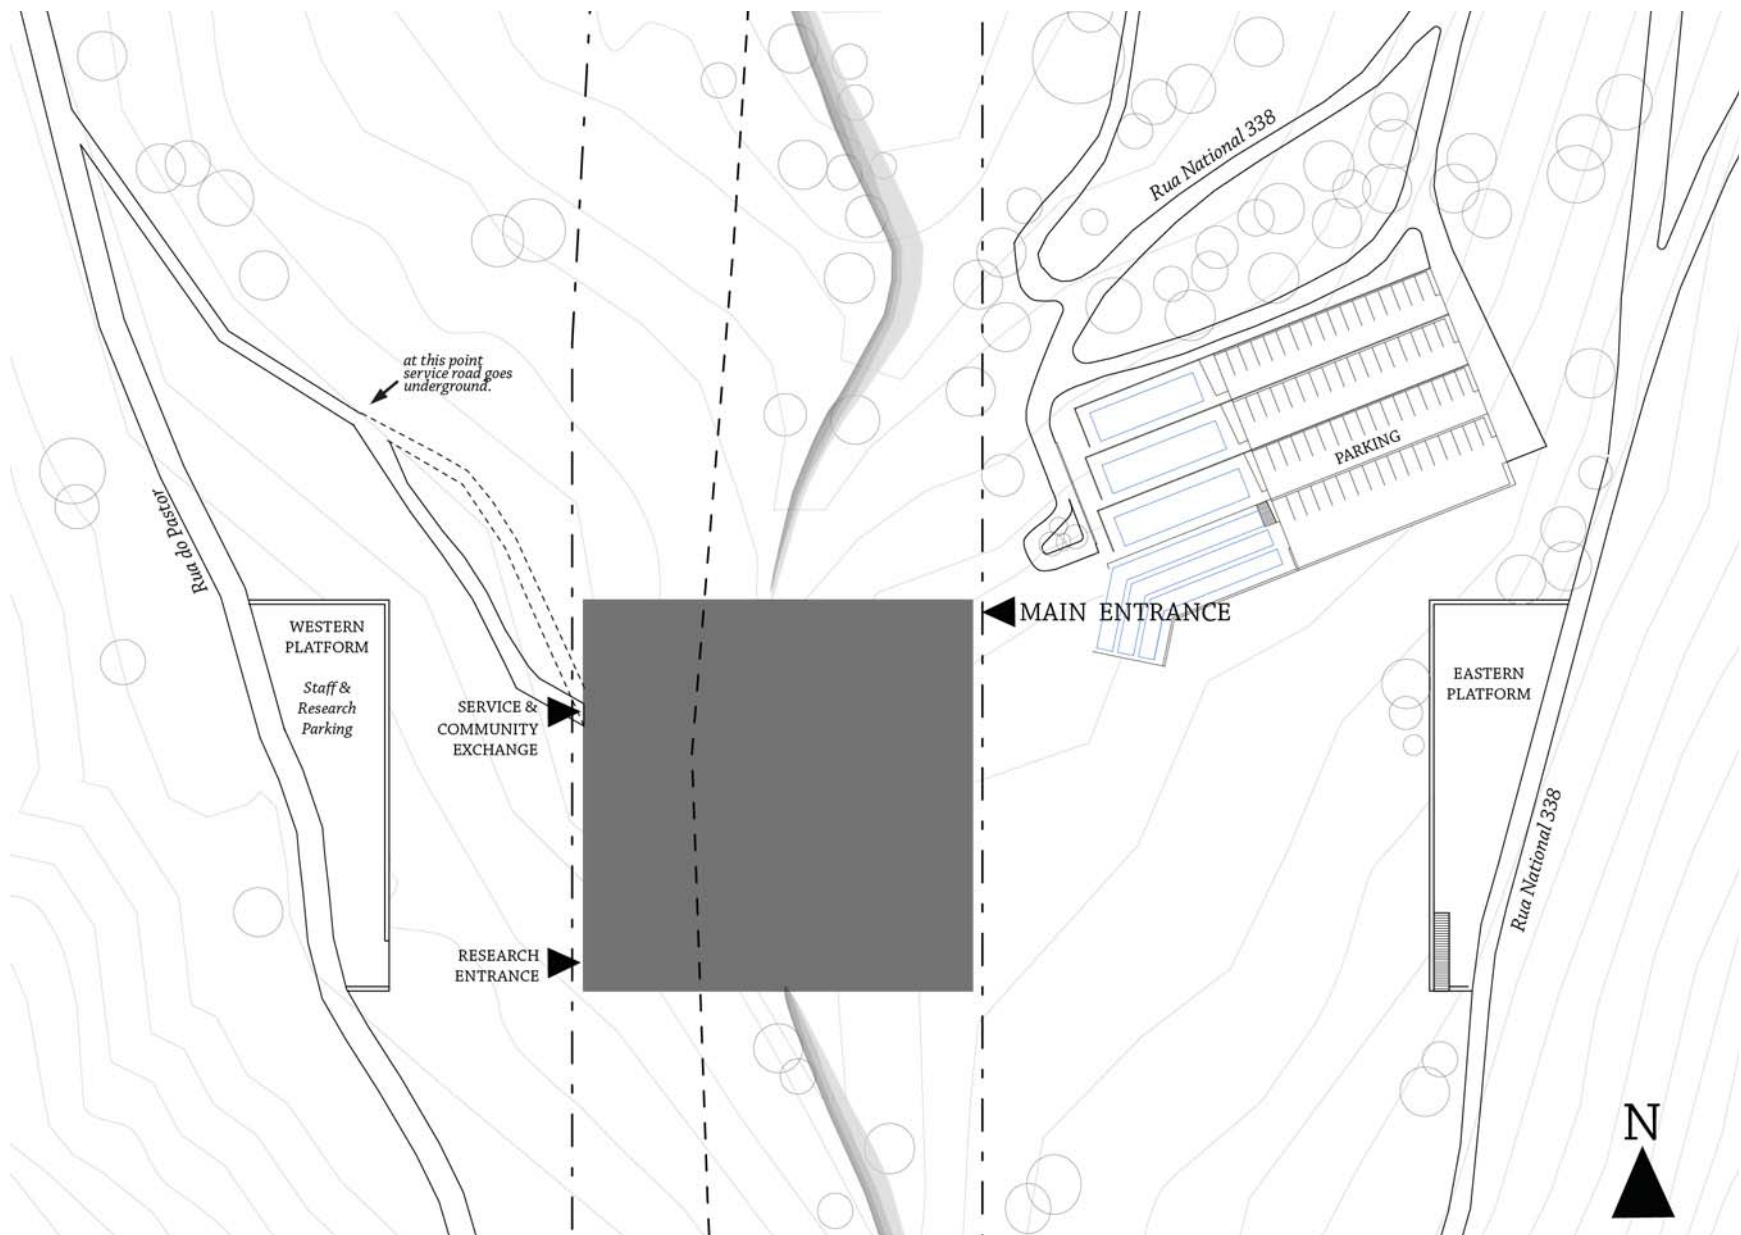 Rua National 338
at this point
service road goes
underground.
PARKING
Rua do Pastor
MAIN ENTRANCE
WESTERN
PLATFORM
Staff &
Research
Parking
EASTERN
PLATFORM
SERVICE &
COMMUNITY
EXCHANGE
Rua National 338
RESEARCH
ENTRANCE
N